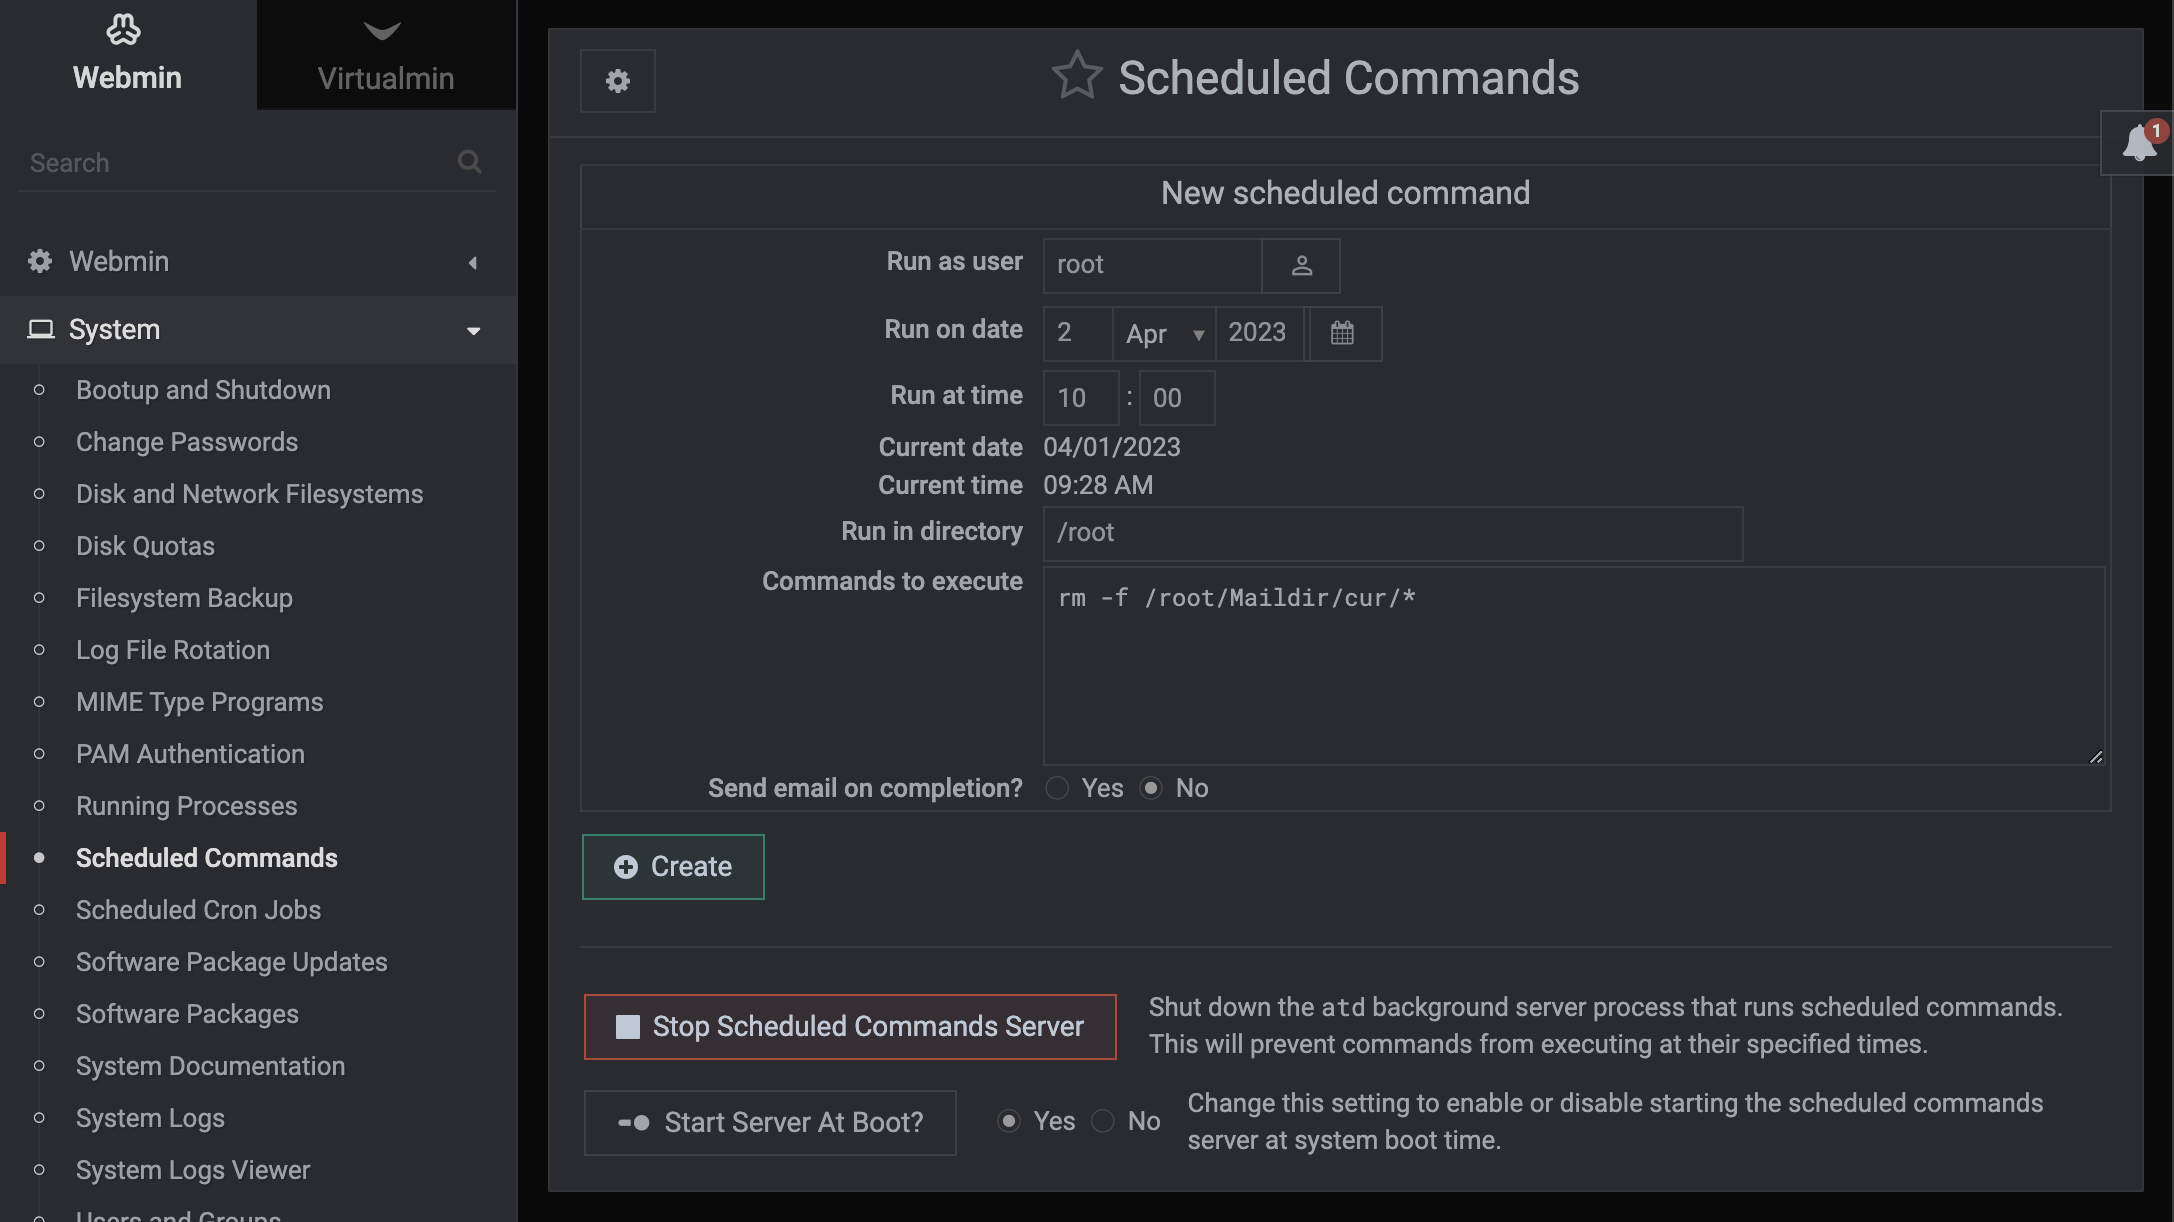 Webmin
Virtualmin
Search
Webmin
System
Bootup and Shutdown
Change Passwords
Disk and Network Filesystems
Disk Quotas
Filesystem Backup
Log File Rotation
MIME Type Programs
PAM Authentication
Running Processes
Scheduled Commands
Scheduled Cron Jobs
Software Package Updates
Software Packages
System Documentation
System Logs
System Logs Viewer
Users and Groups
Scheduled Commands
1
New scheduled command
Run as user root
Run on date 2 Apr 2023
Run at time 10 : 00
Current date 04/01/2023
Current time 09:28 AM
Run in directory /root
Commands to execute rm -f /root/Maildir/cur/*
Send email on completion? Yes No
Create
Stop Scheduled Commands Server
Shut down the atd background server process that runs scheduled commands.
This will prevent commands from executing at their specified times.
Start Server At Boot? Yes No
Change this setting to enable or disable starting the scheduled commands
server at system boot time.